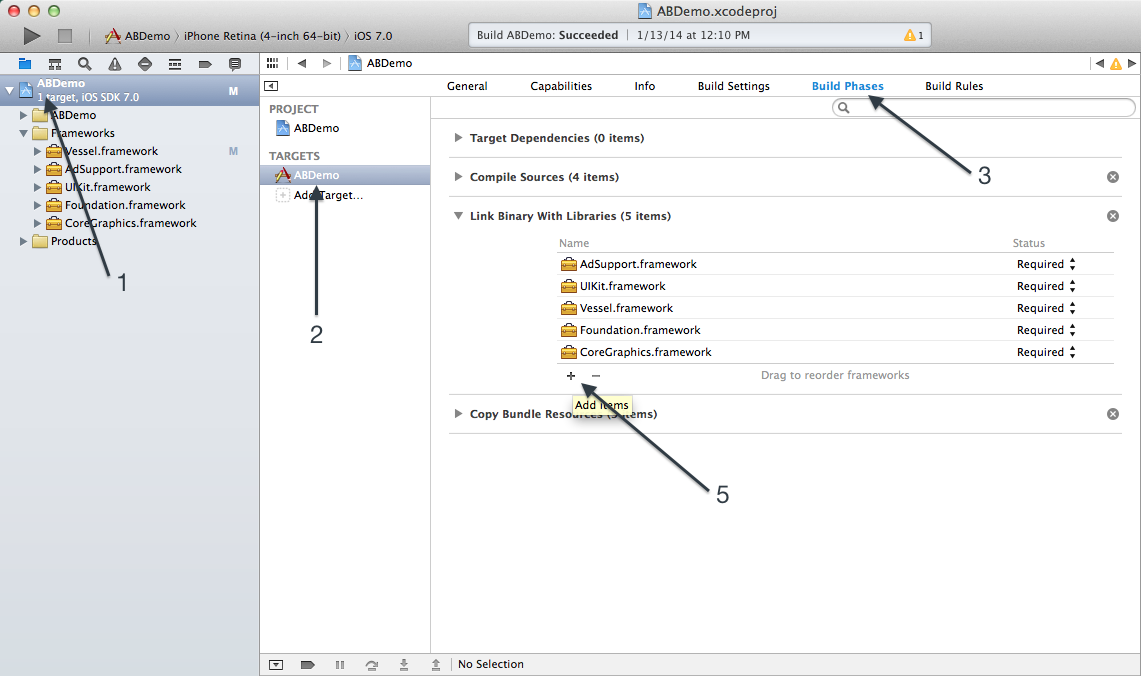 ABDemo.xcodeproj
ABDemo 〉 iPhone Retina (4-inch 64-bit) 〉 iOS 7.0
Build ABDemo: Succeeded | 1/13/14 at 12:10 PM
1
ABDemo
ABDemo
1 target, iOS SDK 7.0
M
ABDemo
Frameworks
Vessel.framework
M
AdSupport.framework
UIKit.framework
Foundation.framework
CoreGraphics.framework
Products
1
PROJECT
ABDemo
TARGETS
ABDemo
Add Target...
2
General Capabilities Info Build Settings Build Phases Build Rules
3
Target Dependencies (0 items)
Compile Sources (4 items)
Link Binary With Libraries (5 items)
Name Status
AdSupport.framework Required
UIKit.framework Required
Vessel.framework Required
Foundation.framework Required
CoreGraphics.framework Required
+ − Drag to reorder frameworks
Add items
Copy Bundle Resources (5 items)
5
No Selection